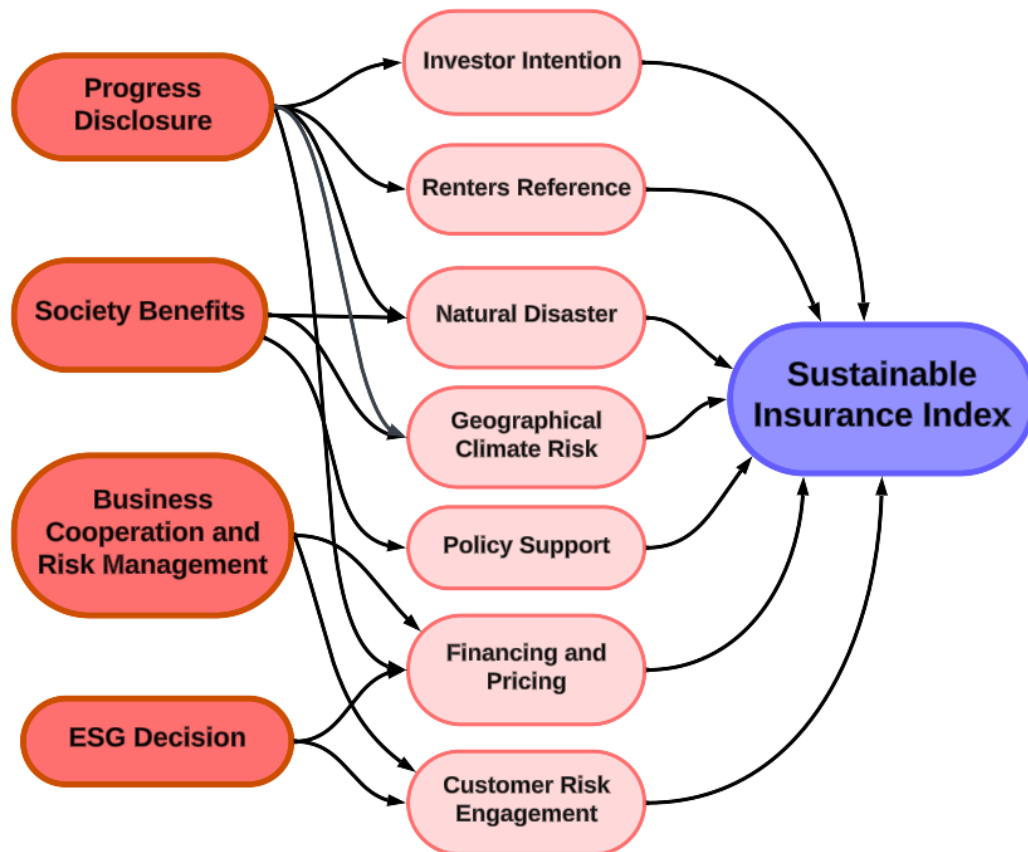 Progress
Disclosure
Society Benefits
Business
Cooperation and
Risk Management
ESG Decision
Investor Intention
Renters Reference
Natural Disaster
Geographical
Climate Risk
Policy Support
Financing and
Pricing
Customer Risk
Engagement
Sustainable
Insurance Index